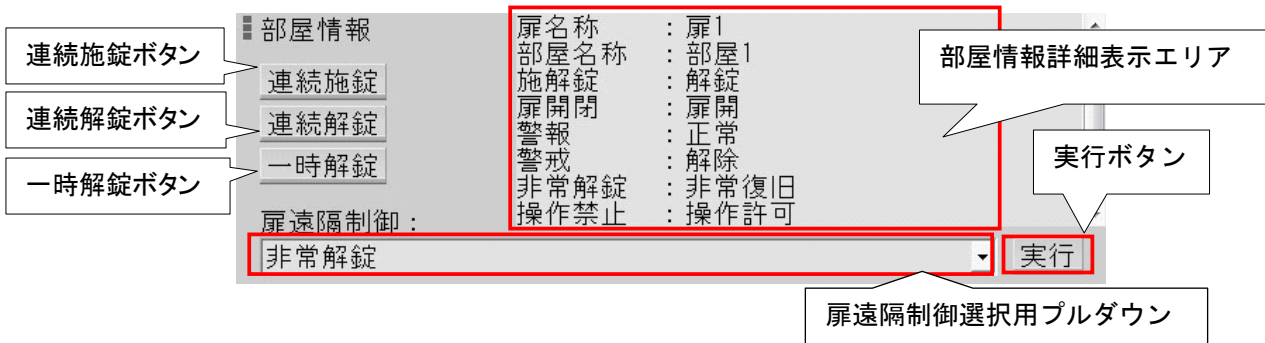 部屋情報
連続施錠
連続解錠
一時解錠
扉遠隔制御：
非常解錠
実行
扉名称　：扉1
部屋名称　：部屋1
施解錠　：解錠
扉開閉　：扉開
警報　：正常
警戒　：解除
非常解錠　：非常復旧
操作禁止　：操作許可
連続施錠ボタン
連続解錠ボタン
一時解錠ボタン
部屋情報詳細表示エリア
実行ボタン
扉遠隔制御選択用プルダウン